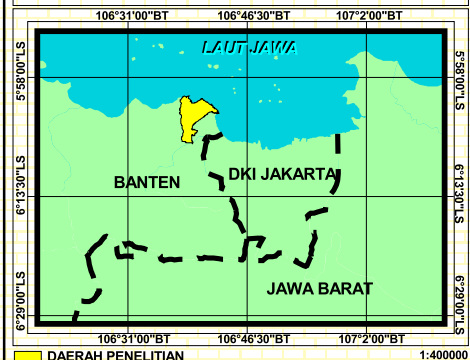 106°31'00"BT 106°46'30"BT 107°2'00"BT
5°58'00"LS
5°58'00"LS
LAUT JAWA
DKI JAKARTA
BANTEN
6°13'30"LS
6°13'30"LS
JAWA BARAT
6°29'00"LS
6°29'00"LS
106°31'00"BT 106°46'30"BT 107°2'00"BT
DAERAH PENELITIAN